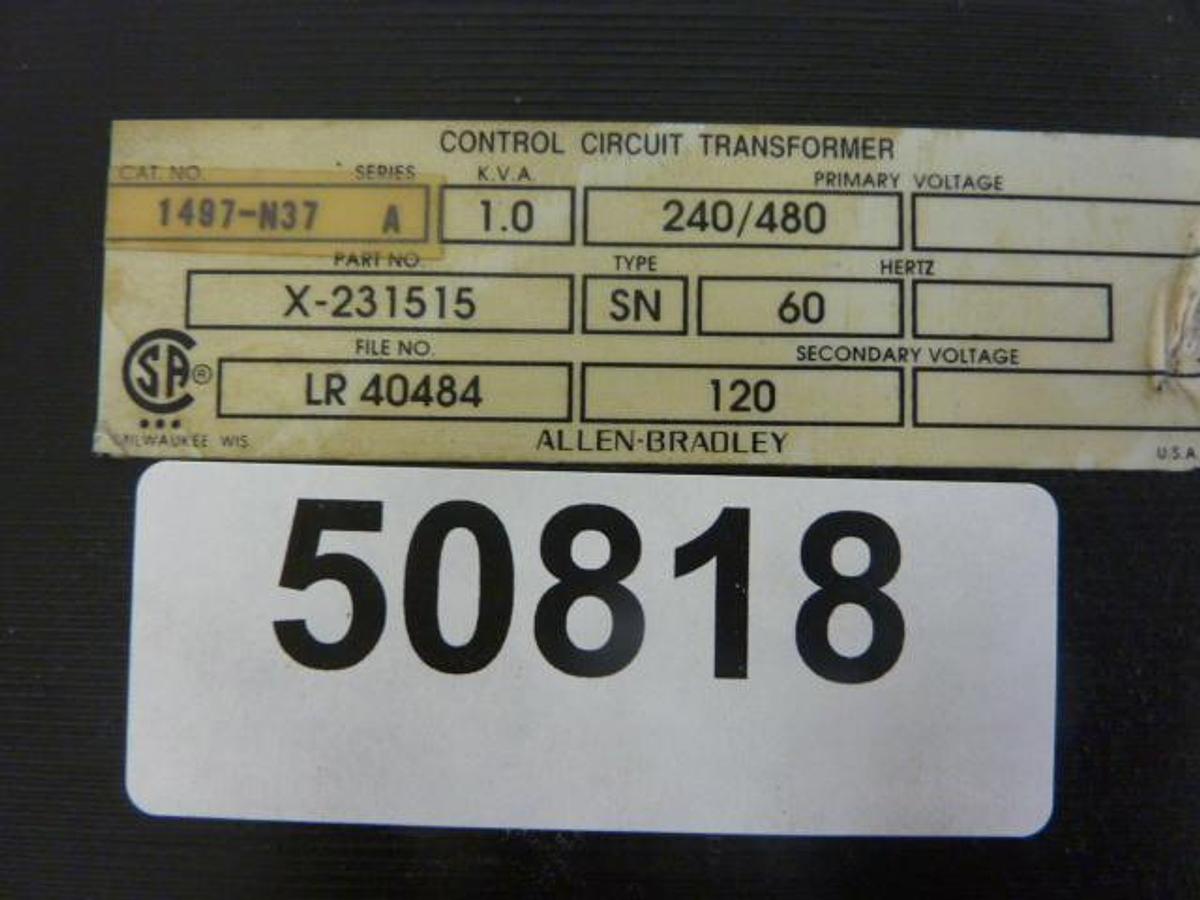 CONTROL CIRCUIT TRANSFORMER
CAT. NO. SERIES K.V.A. PRIMARY VOLTAGE
1497-N37 A 1.0 240/480
PART NO. TYPE HERTZ
X-231515 SN 60
FILE NO. SECONDARY VOLTAGE
SA ® LR 40484 120
MILWAUKEE WIS. ALLEN-BRADLEY U.S.A.
50818